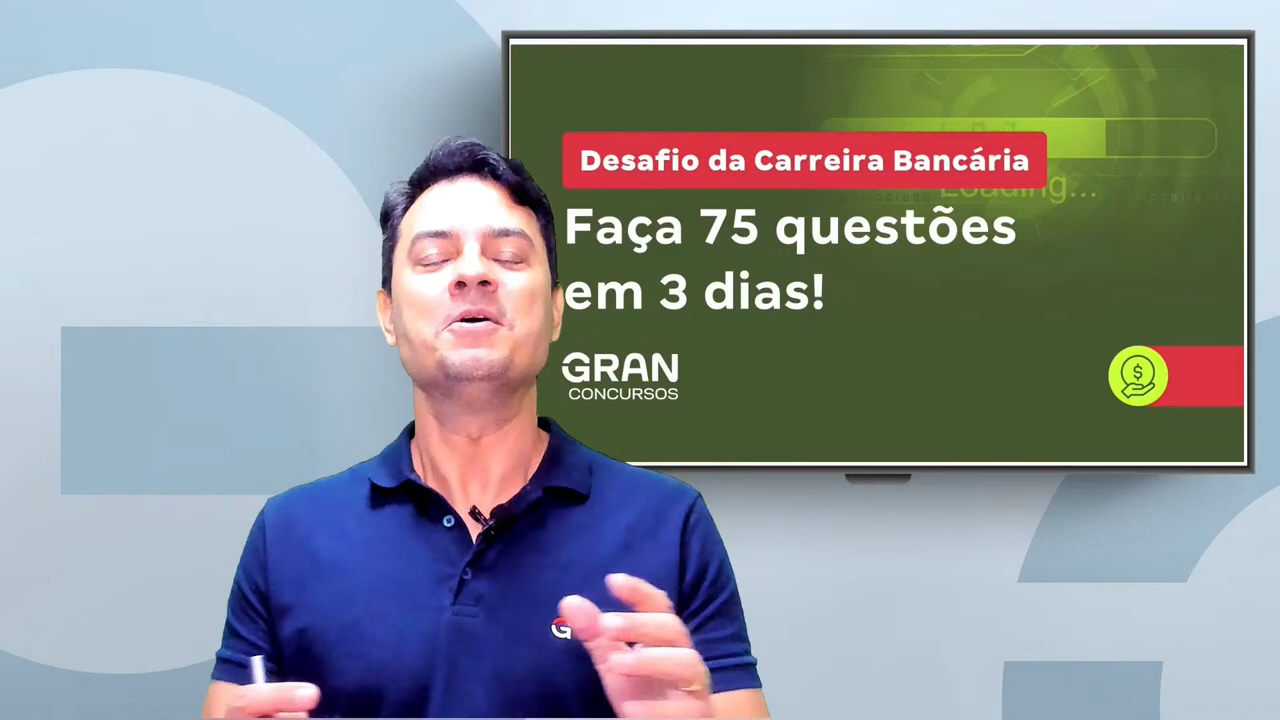 Desafio da Carreira Bancária
Loading...
Faça 75 questões
em 3 dias!
GRAN
CONCURSOS
$
G